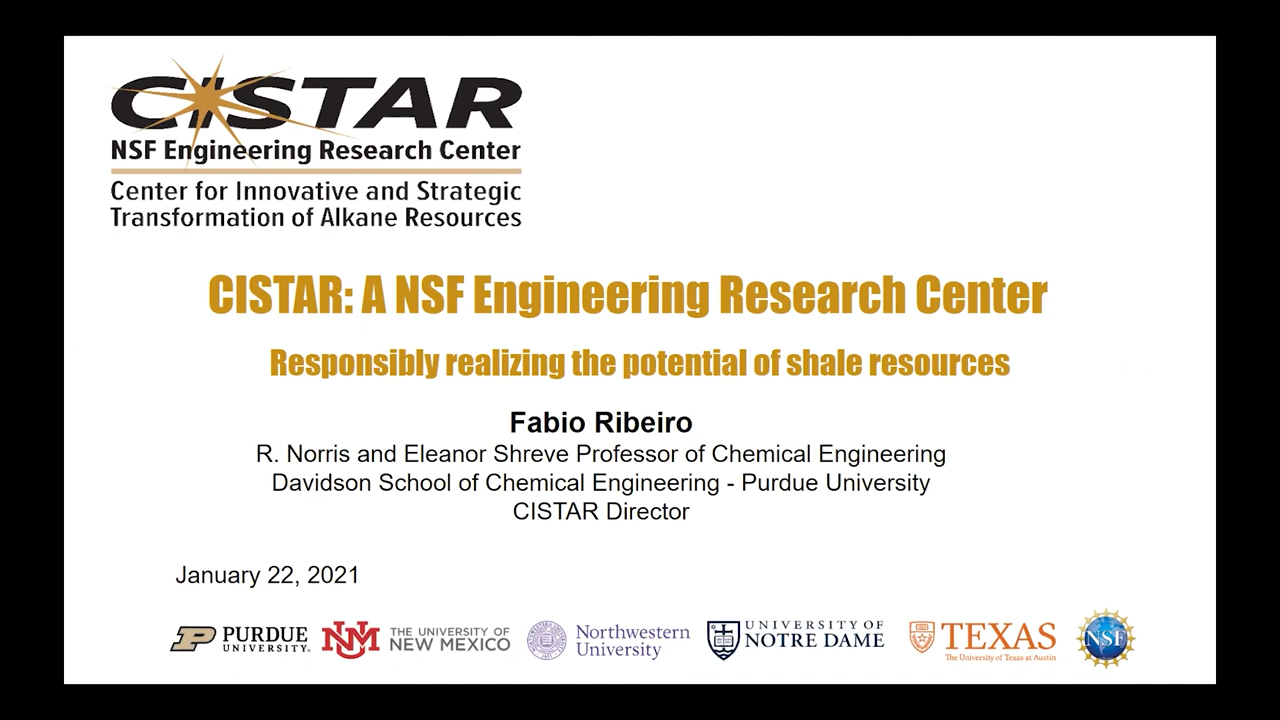 CISTAR
NSF Engineering Research Center
Center for Innovative and Strategic
Transformation of Alkane Resources
CISTAR: A NSF Engineering Research Center
Responsibly realizing the potential of shale resources
Fabio Ribeiro
R. Norris and Eleanor Shreve Professor of Chemical Engineering
Davidson School of Chemical Engineering - Purdue University
CISTAR Director
January 22, 2021
P PURDUE
UNIVERSITY.
NM THE UNIVERSITY OF
NEW MEXICO
Northwestern
University
UNIVERSITY OF
NOTRE DAME
TEXAS
The University of Texas at Austin
NSF